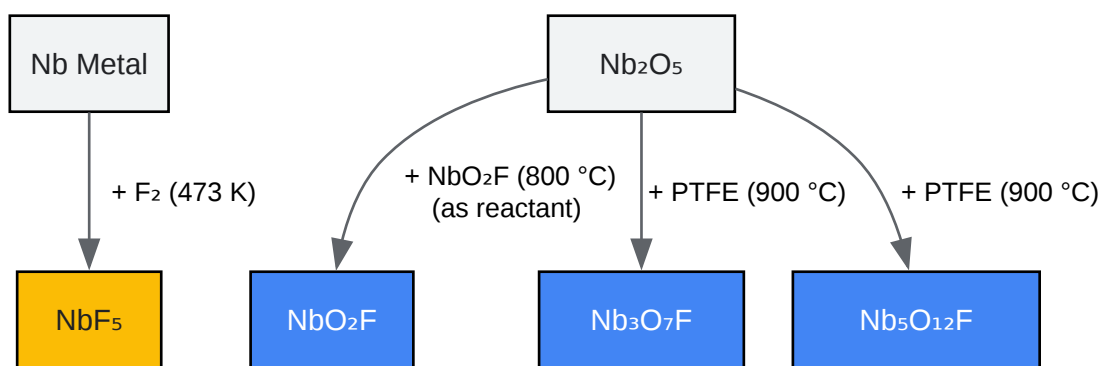 Nb Metal
Nb₂O₅
+ F₂ (473 K)
+ NbO₂F (800 °C)
(as reactant)
+ PTFE (900 °C)
+ PTFE (900 °C)
NbF₅
NbO₂F
Nb₃O₇F
Nb₅O₁₂F